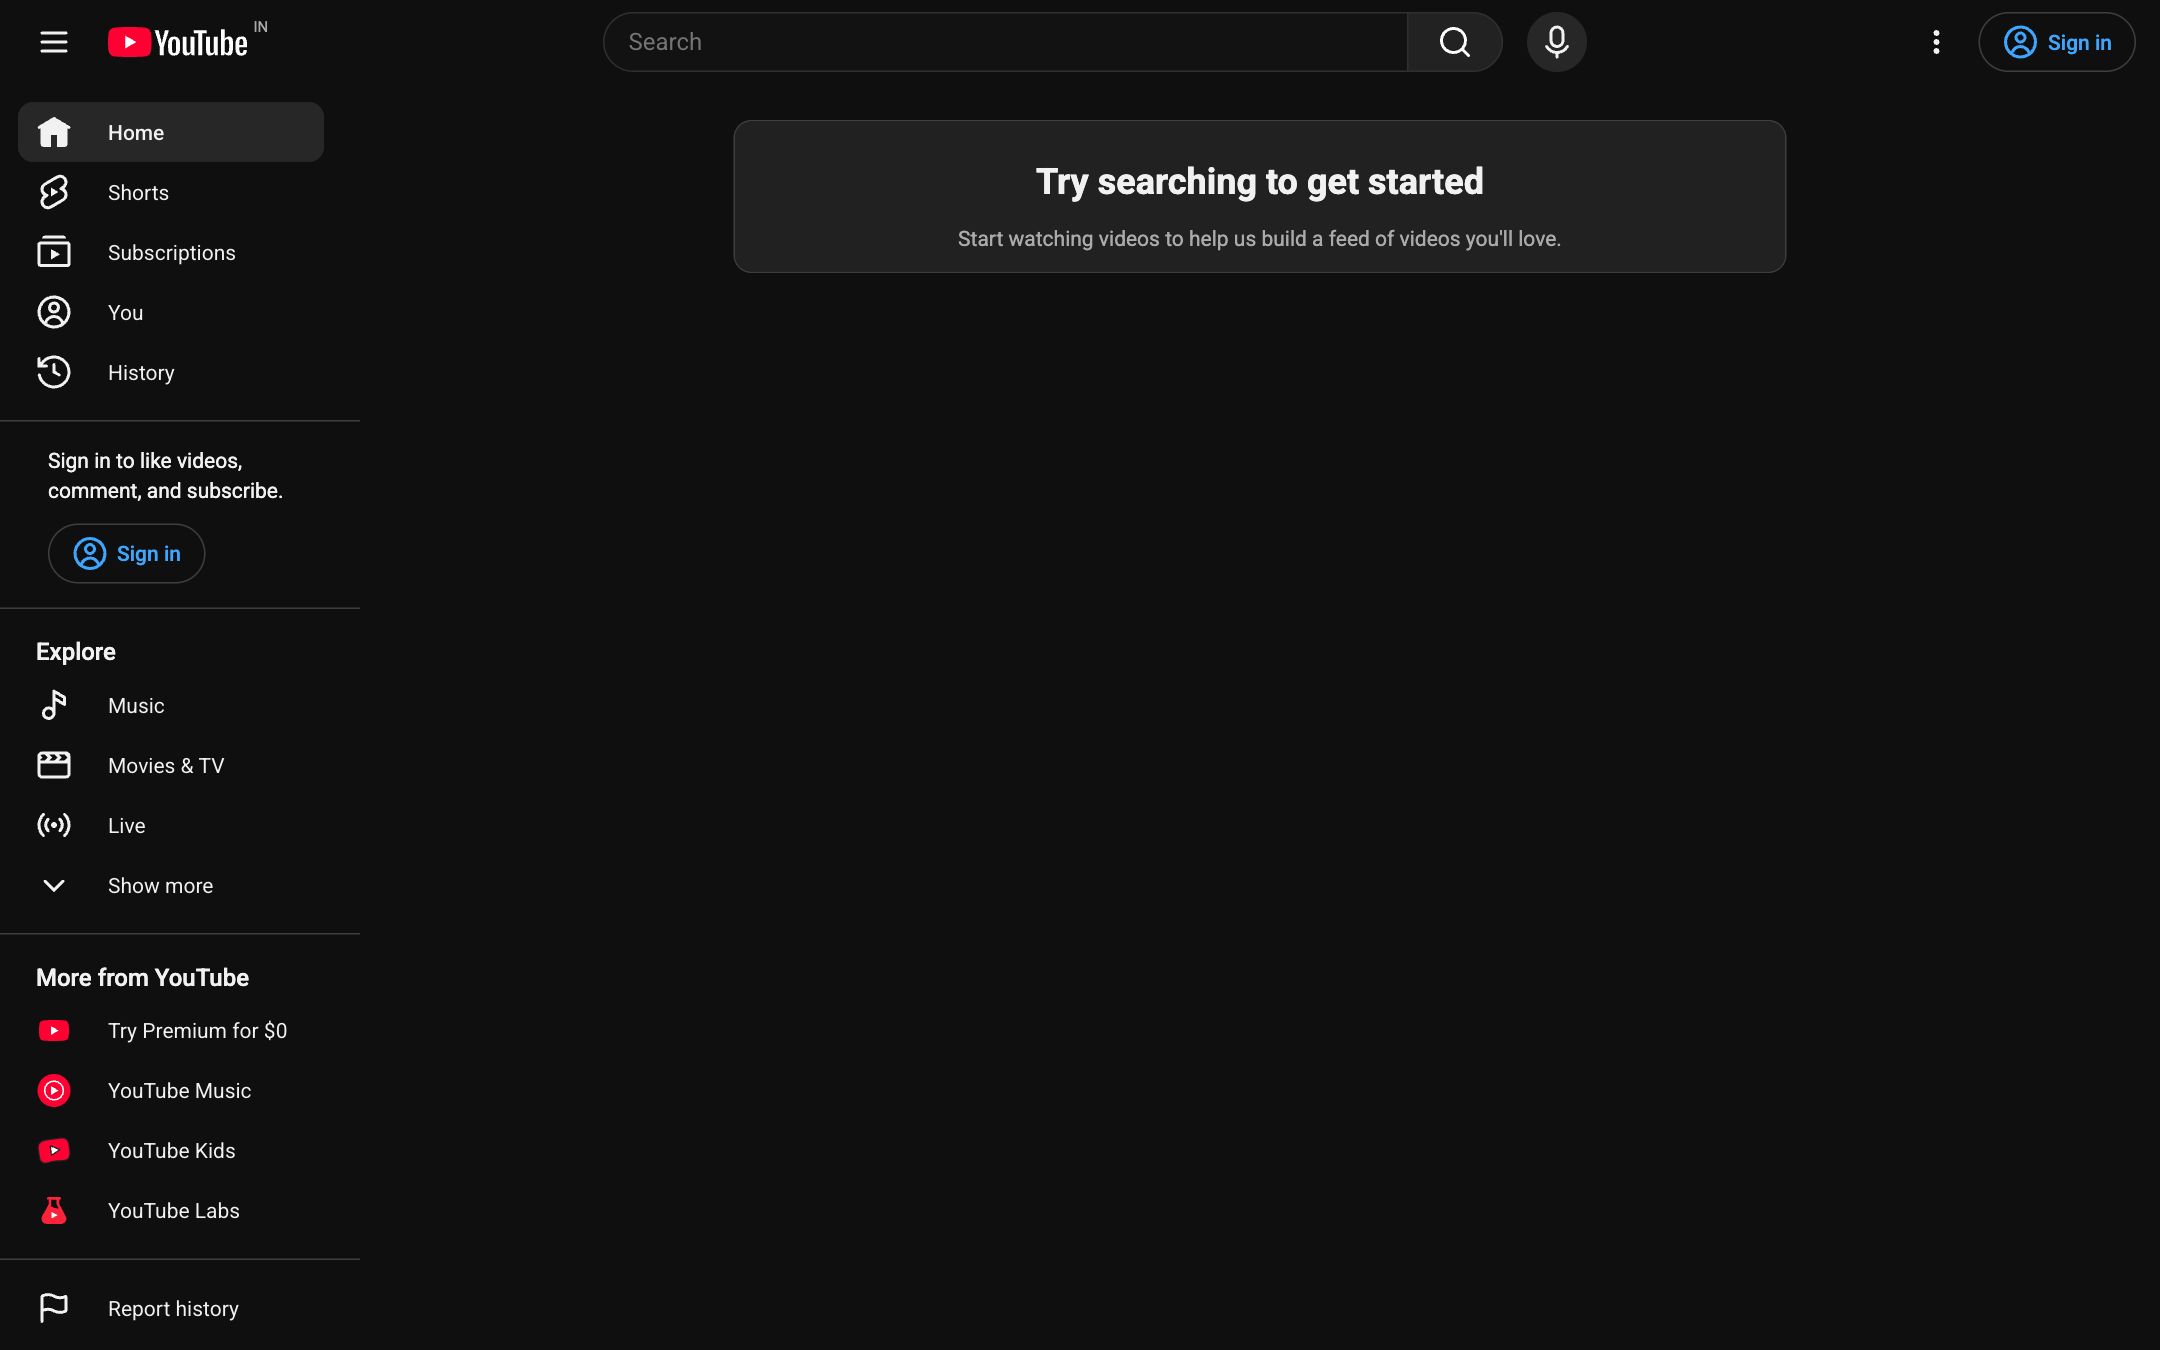 YouTube IN
Search
Sign in
Home
Shorts
Subscriptions
You
History
Sign in to like videos,
comment, and subscribe.
Sign in
Explore
Music
Movies & TV
Live
Show more
More from YouTube
Try Premium for $0
YouTube Music
YouTube Kids
YouTube Labs
Report history
Try searching to get started
Start watching videos to help us build a feed of videos you'll love.